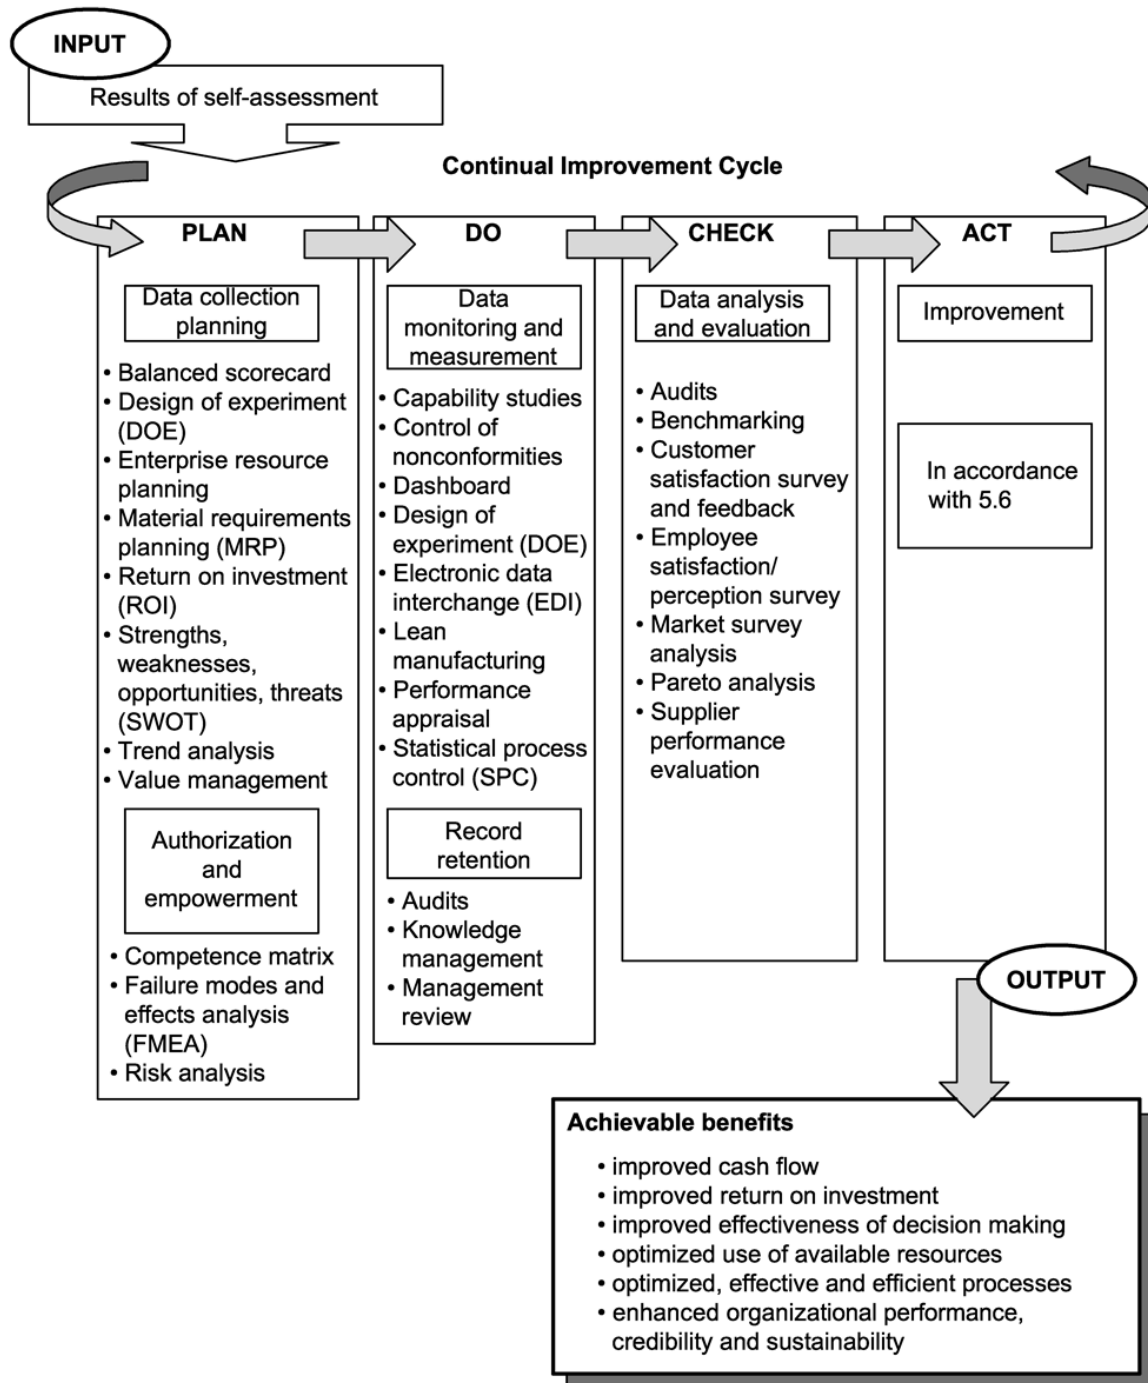 INPUT
Results of self-assessment
Continual Improvement Cycle
PLAN
Data collection
planning
• Balanced scorecard
• Design of experiment
(DOE)
• Enterprise resource
planning
• Material requirements
planning (MRP)
• Return on investment
(ROI)
• Strengths,
weaknesses,
opportunities, threats
(SWOT)
• Trend analysis
• Value management
Authorization
and
empowerment
• Competence matrix
• Failure modes and
effects analysis
(FMEA)
• Risk analysis
DO
Data
monitoring and
measurement
• Capability studies
• Control of
nonconformities
• Dashboard
• Design of
experiment (DOE)
• Electronic data
interchange (EDI)
• Lean
manufacturing
• Performance
appraisal
• Statistical process
control (SPC)
Record
retention
• Audits
• Knowledge
management
• Management
review
CHECK
Data analysis
and evaluation
• Audits
• Benchmarking
• Customer
satisfaction survey
and feedback
• Employee
satisfaction/
perception survey
• Market survey
analysis
• Pareto analysis
• Supplier
performance
evaluation
ACT
Improvement
In accordance
with 5.6
OUTPUT
Achievable benefits
• improved cash flow
• improved return on investment
• improved effectiveness of decision making
• optimized use of available resources
• optimized, effective and efficient processes
• enhanced organizational performance,
credibility and sustainability